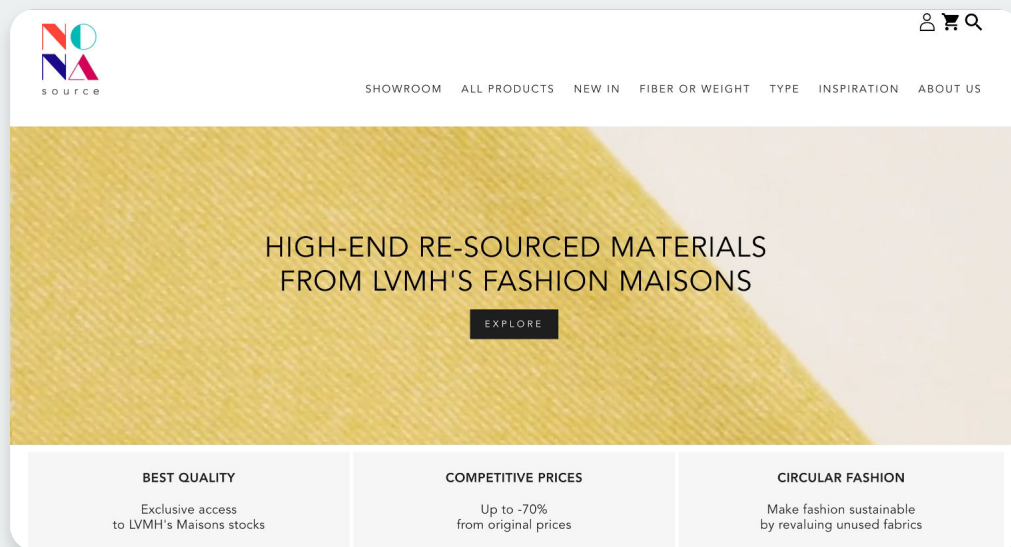 NO
NA
source
SHOWROOM ALL PRODUCTS NEW IN FIBER OR WEIGHT TYPE INSPIRATION ABOUT US
HIGH-END RE-SOURCED MATERIALS
FROM LVMH'S FASHION MAISONS
EXPLORE
BEST QUALITY
Exclusive access
to LVMH's Maisons stocks
COMPETITIVE PRICES
Up to -70%
from original prices
CIRCULAR FASHION
Make fashion sustainable
by revaluing unused fabrics